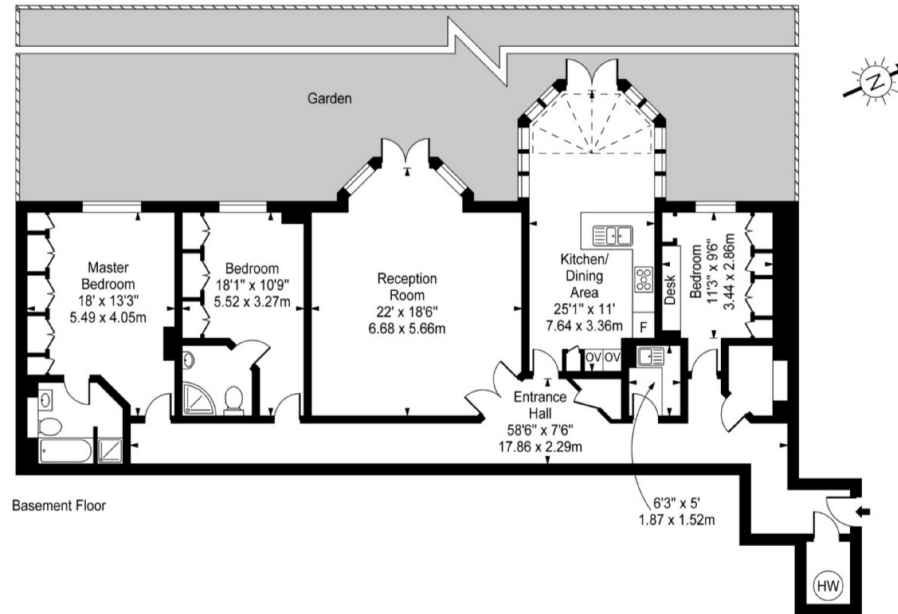 Garden
N
Master
Bedroom
18' x 13'3"
5.49 x 4.05m
Bedroom
18'1" x 10'9"
5.52 x 3.27m
Reception
Room
22' x 18'6"
6.68 x 5.66m
Kitchen/
Dining
Area
25'1" x 11'
7.64 x 3.36m
F
OV OV
Desk
Bedroom
11'3" x 9'6"
3.44 x 2.86m
Entrance
Hall
58'6" x 7'6"
17.86 x 2.29m
6'3" x 5'
1.87 x 1.52m
Basement Floor
HW